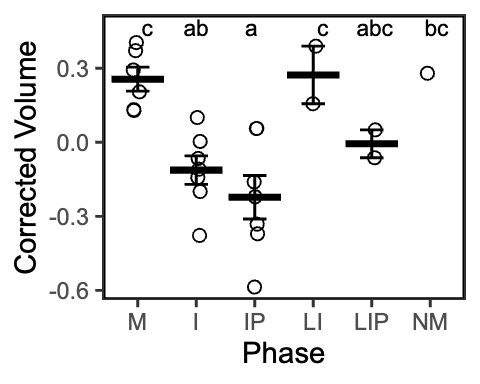 c ab a c abc bc
0.3
0.0
-0.3
-0.6
Corrected Volume
M I IP LI LIP NM
Phase